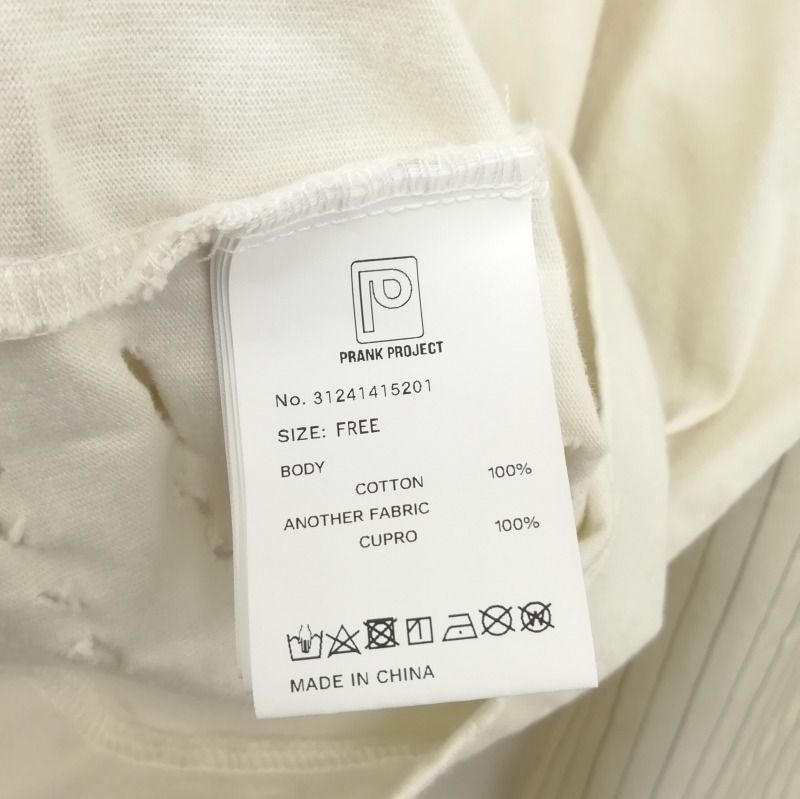 P
PRANK PROJECT
No. 31241415201
SIZE: FREE
BODY
COTTON 100%
ANOTHER FABRIC
CUPRO 100%
W
MADE IN CHINA